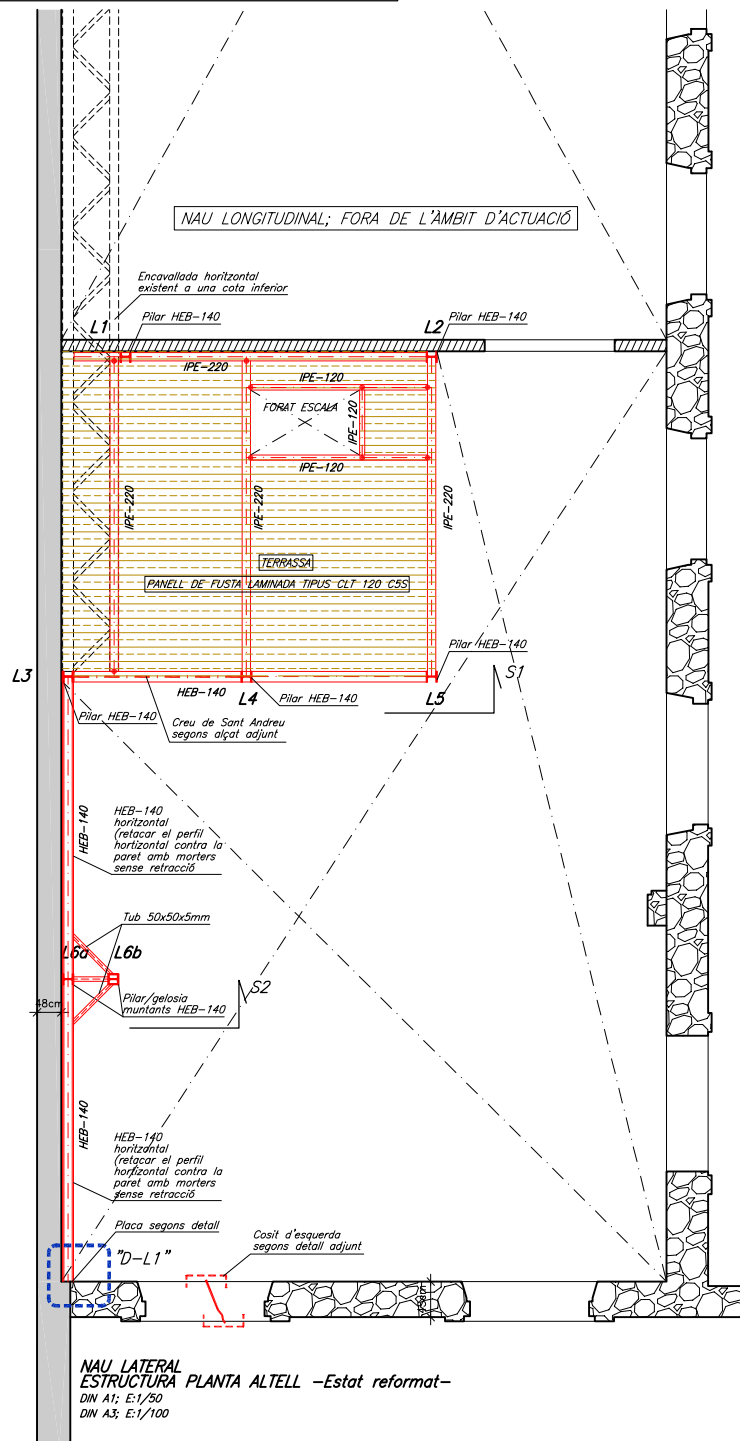 NAU LONGITUDINAL; FORA DE L'ÀMBIT D'ACTUACIÓ
Encavallada horitzontal
existent a una cota inferior
L1
Pilar HEB-140
L2
Pilar HEB-140
IPE-220
IPE-120
FORAT ESCALA
IPE-120
IPE-120
IPE-220
IPE-220
IPE-220
TERRASSA
PANELL DE FUSTA LAMINADA TIPUS CLT 120 C5S
L3
Pilar HEB-140
S1
HEB-140
L4
Pilar HEB-140
L5
Pilar HEB-140
Creu de Sant Andreu
segons alçat adjunt
HEB-140
HEB-140
horitzontal
(retacar el perfil
hortizontal contra la
paret amb morters
sense retracció
Tub 50x50x5mm
L6a
L6b
S2
48cm
Pilar/gelosia
muntants HEB-140
HEB-140
HEB-140
horitzontal
(retacar el perfil
hortizontal contra la
paret amb morters
sense retracció
Placa segons detall
"D-L1"
Cosit d'esquerda
segons detall adjunt
NAU LATERAL
ESTRUCTURA PLANTA ALTELL -Estat reformat-
DIN A1; E:1/50
DIN A3; E:1/100